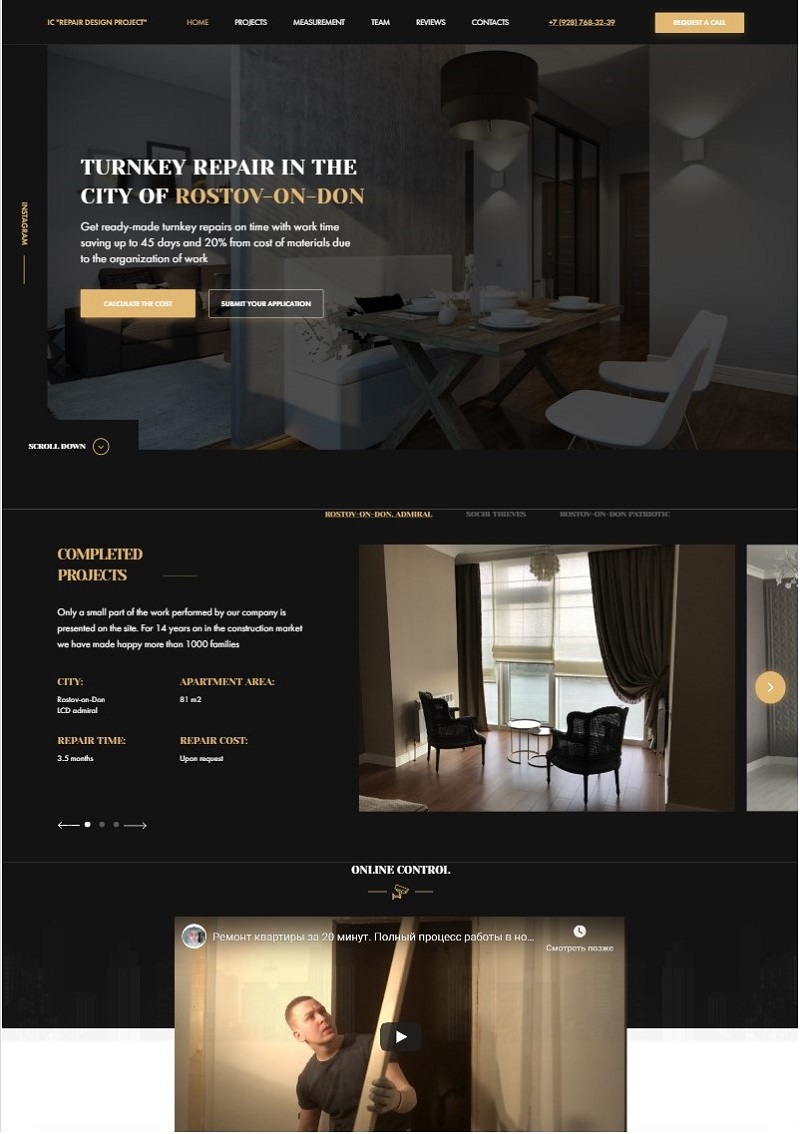 IC "REPAIR DESIGN PROJECT"
HOME
PROJECTS
MEASUREMENT
TEAM
REVIEWS
CONTACTS
+7 (928) 768-32-39
REQUEST A CALL
TURNKEY REPAIR IN THE
CITY OF ROSTOV-ON-DON
INSTAGRAM
Get ready-made turnkey repairs on time with work time
saving up to 45 days and 20% from cost of materials due
to the organization of work
CALCULATE THE COST
SUBMIT YOUR APPLICATION
SCROLL DOWN
ROSTOV-ON-DON, ADMIRAL
SOCHI THIEVES
ROSTOV-ON-DON PATRIOTIC
COMPLETED
PROJECTS
Only a small part of the work performed by our company is
presented on the site. For 14 years on in the construction market
we have made happy more than 1000 families
CITY:
Rostov-on-Don
LCD admiral
APARTMENT AREA:
81 m2
REPAIR TIME:
3.5 months
REPAIR COST:
Upon request
ONLINE CONTROL
Ремонт квартиры за 20 минут. Полный процесс работы в но...
Смотреть позже